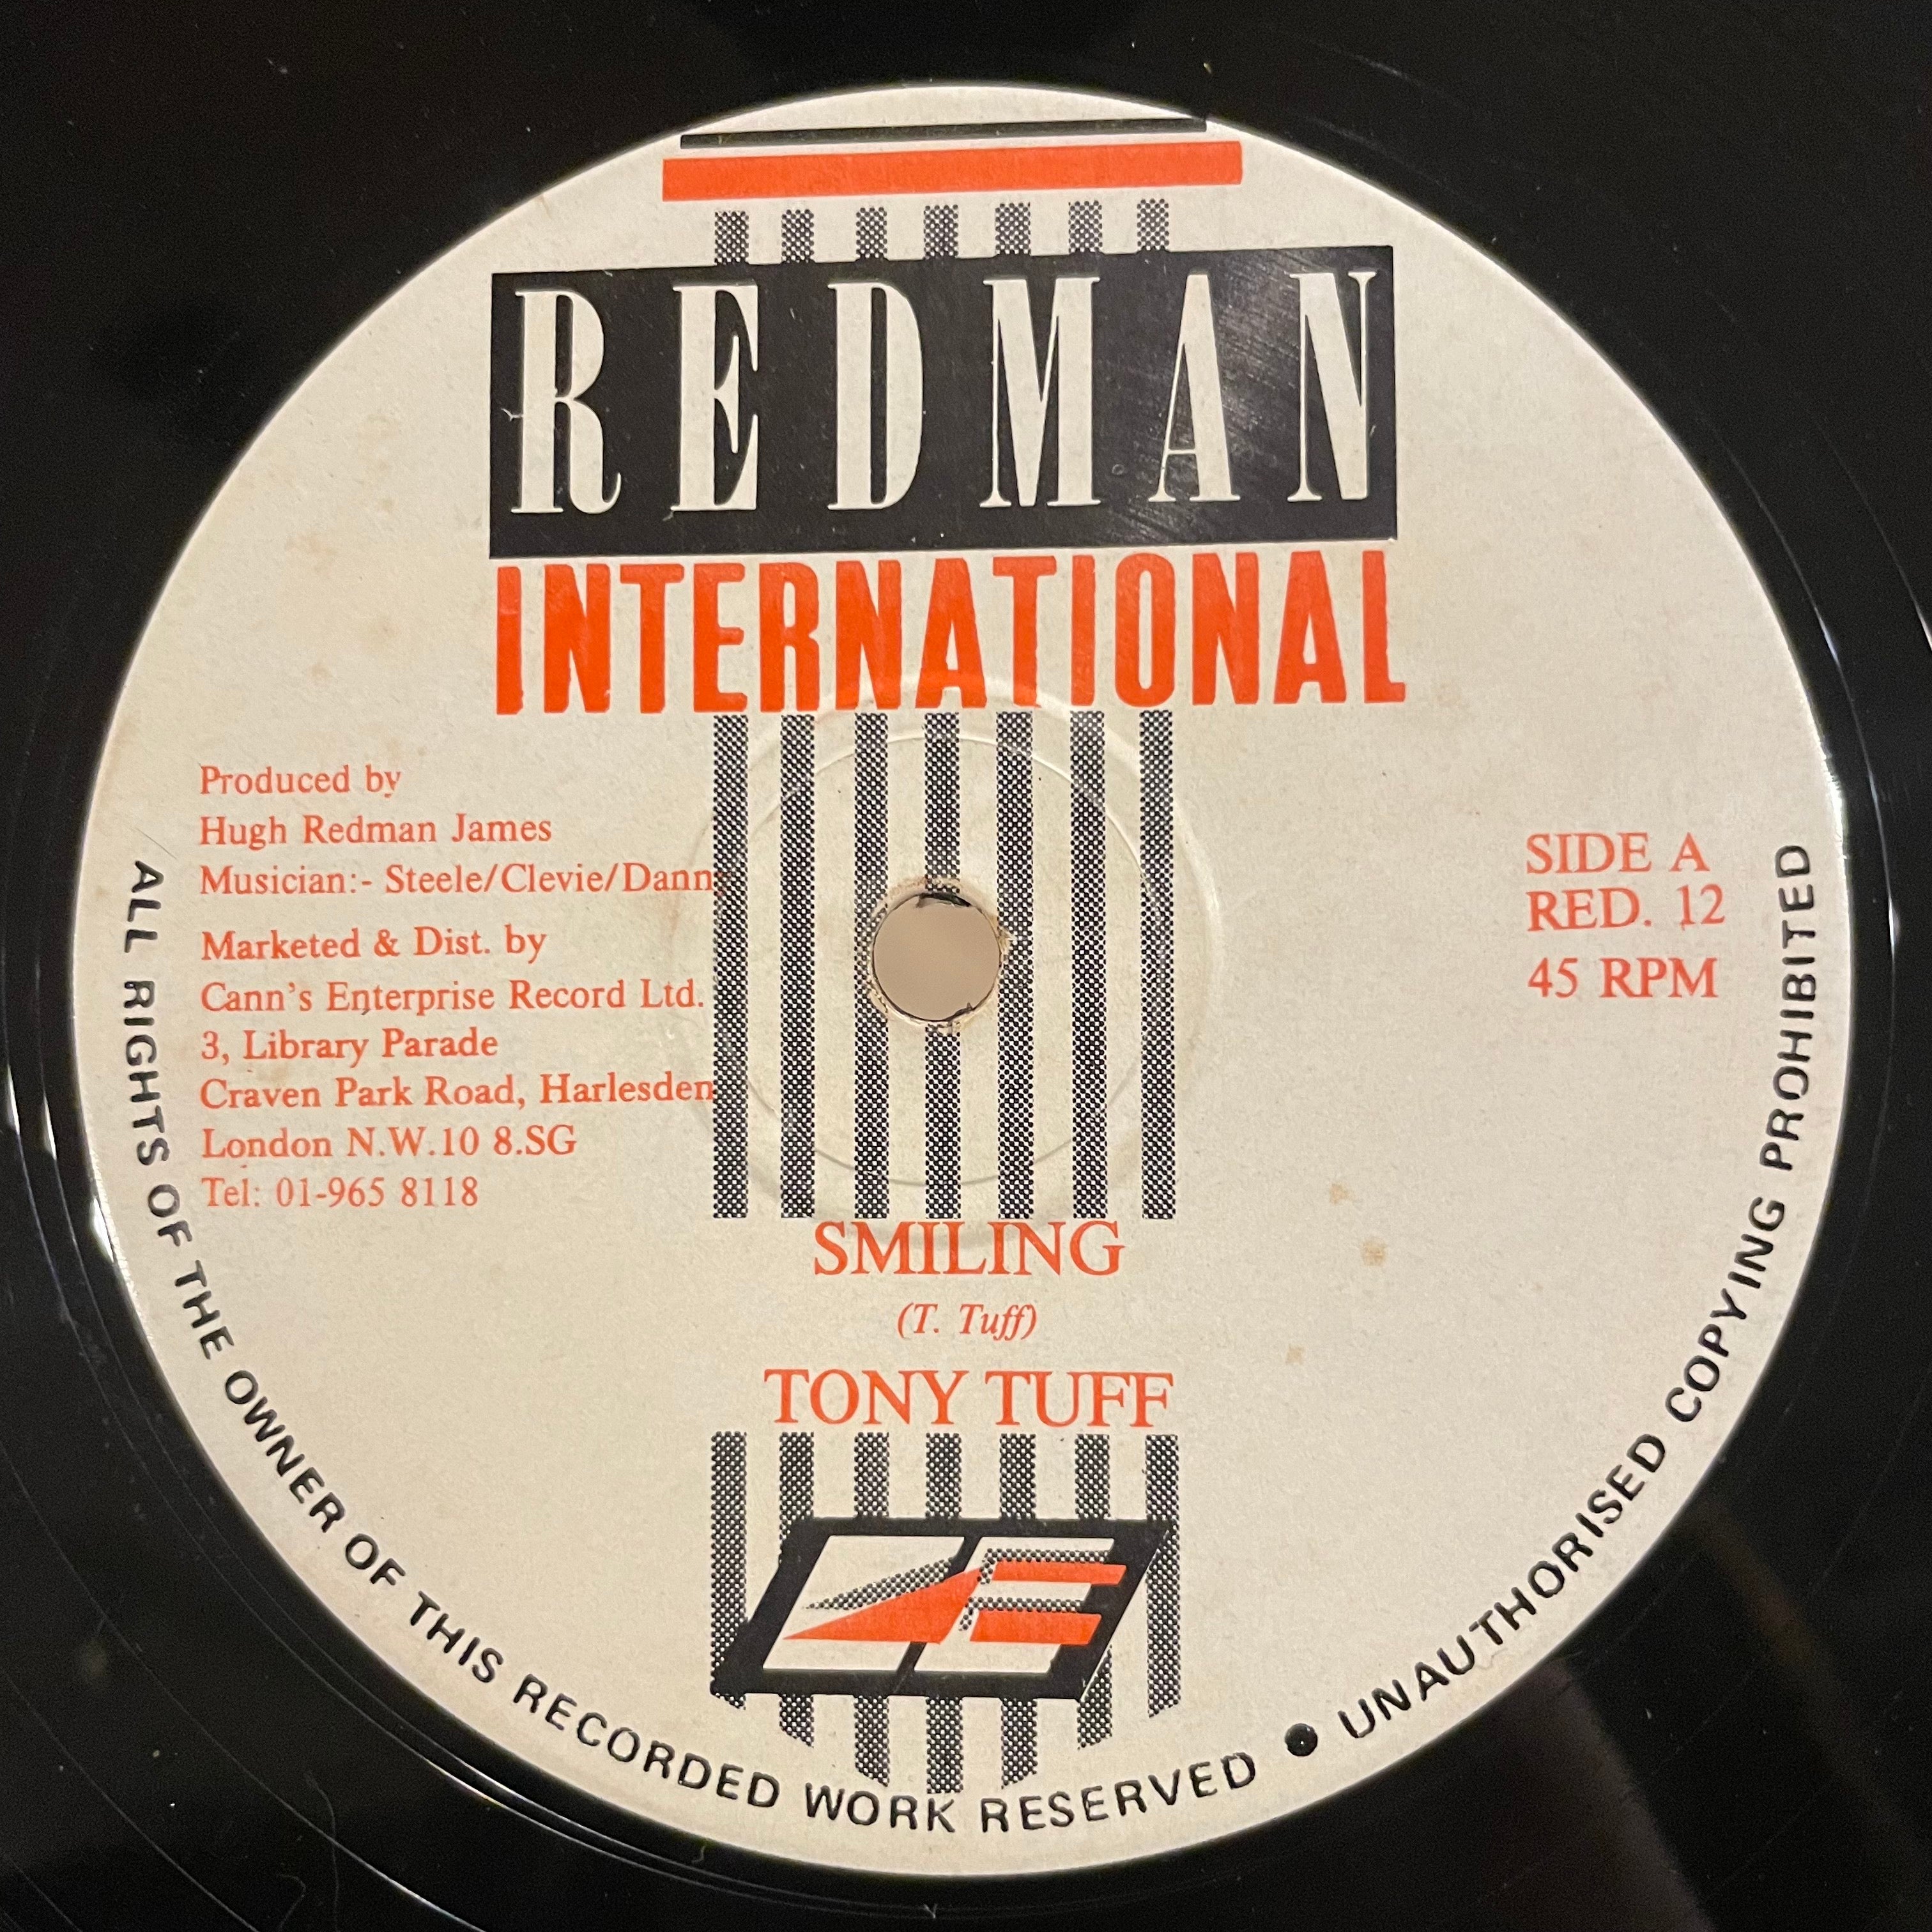 REDMAN
INTERNATIONAL
Produced by
Hugh Redman James
Musician:- Steele/Clevie/Danny
Marketed & Dist. by
Cann's Enterprise Record Ltd.
3, Library Parade
Craven Park Road, Harlesden
London N.W.10 8.SG
Tel: 01-965 8118
SIDE A
RED. 12
45 RPM
SMILING
(T. Tuff)
TONY TUFF
CE
ALL RIGHTS OF THE OWNER OF THIS RECORDED WORK RESERVED ● UNAUTHORISED COPYING PROHIBITED